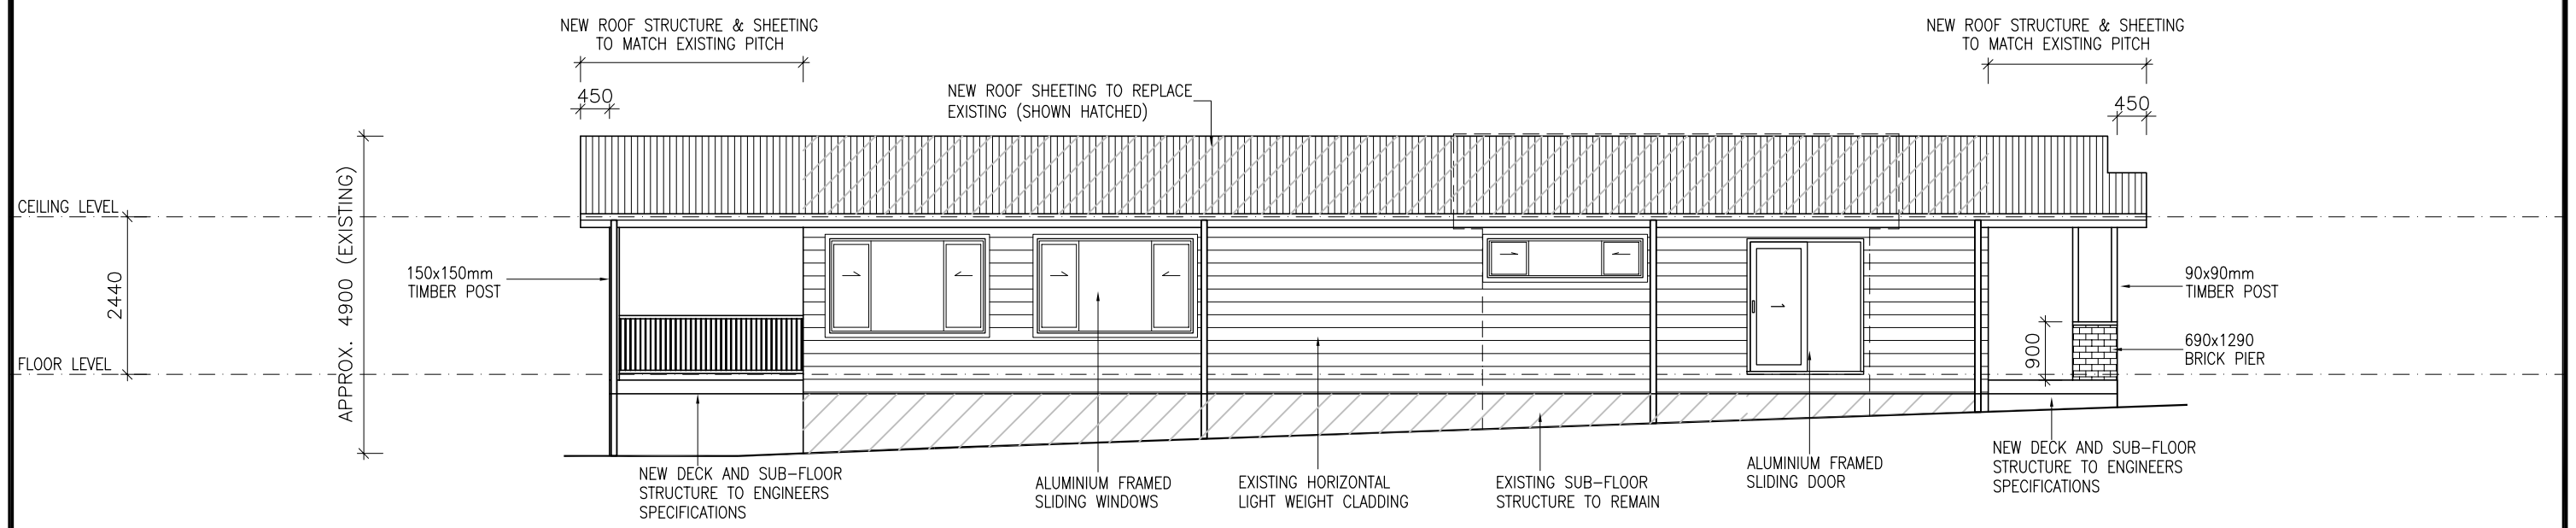 NEW ROOF STRUCTURE & SHEETING
TO MATCH EXISTING PITCH
NEW ROOF STRUCTURE & SHEETING
TO MATCH EXISTING PITCH
450
NEW ROOF SHEETING TO REPLACE
EXISTING (SHOWN HATCHED)
450
CEILING LEVEL
2440
FLOOR LEVEL
APPROX. 4900 (EXISTING)
150x150mm
TIMBER POST
90x90mm
TIMBER POST
900
690x1290
BRICK PIER
NEW DECK AND SUB-FLOOR
STRUCTURE TO ENGINEERS
SPECIFICATIONS
ALUMINIUM FRAMED
SLIDING WINDOWS
EXISTING HORIZONTAL
LIGHT WEIGHT CLADDING
EXISTING SUB-FLOOR
STRUCTURE TO REMAIN
ALUMINIUM FRAMED
SLIDING DOOR
NEW DECK AND SUB-FLOOR
STRUCTURE TO ENGINEERS
SPECIFICATIONS